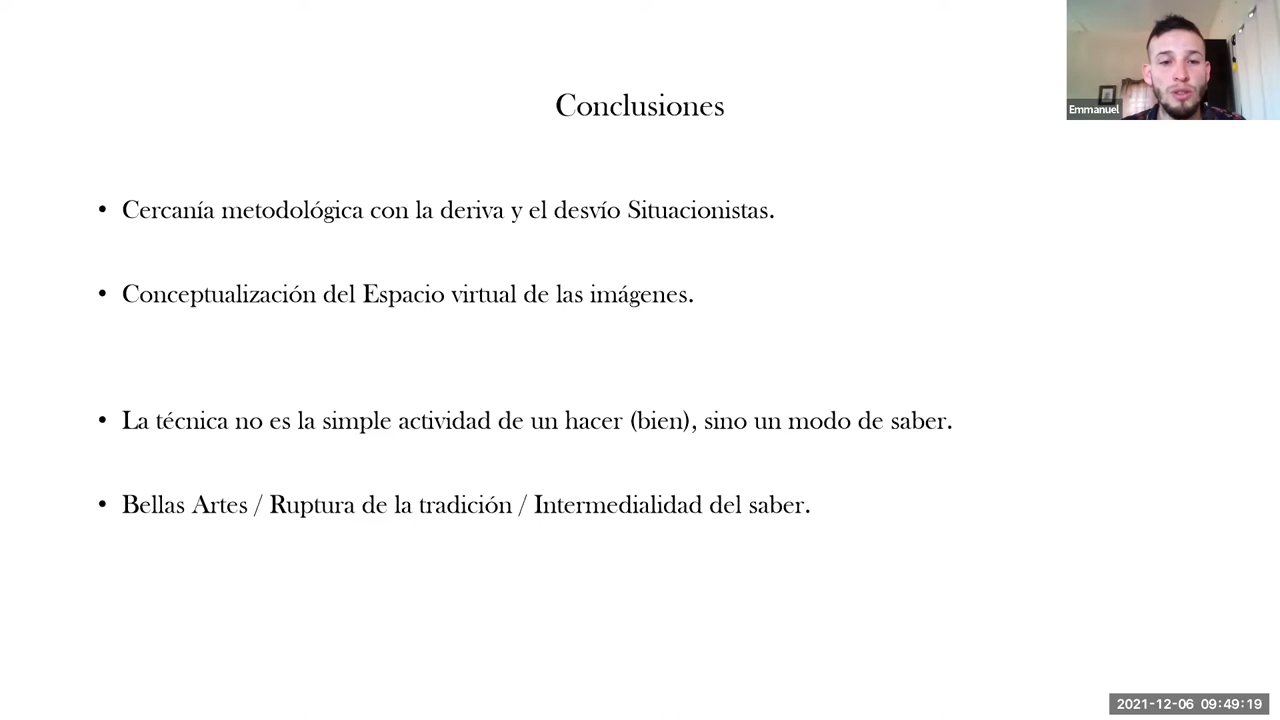 Conclusiones
Emmanuel
• Cercanía metodológica con la deriva y el desvío Situacionistas.
• Conceptualización del Espacio virtual de las imágenes.
• La técnica no es la simple actividad de un hacer (bien), sino un modo de saber.
• Bellas Artes / Ruptura de la tradición / Intermedialidad del saber.
2021-12-06 09:49:19